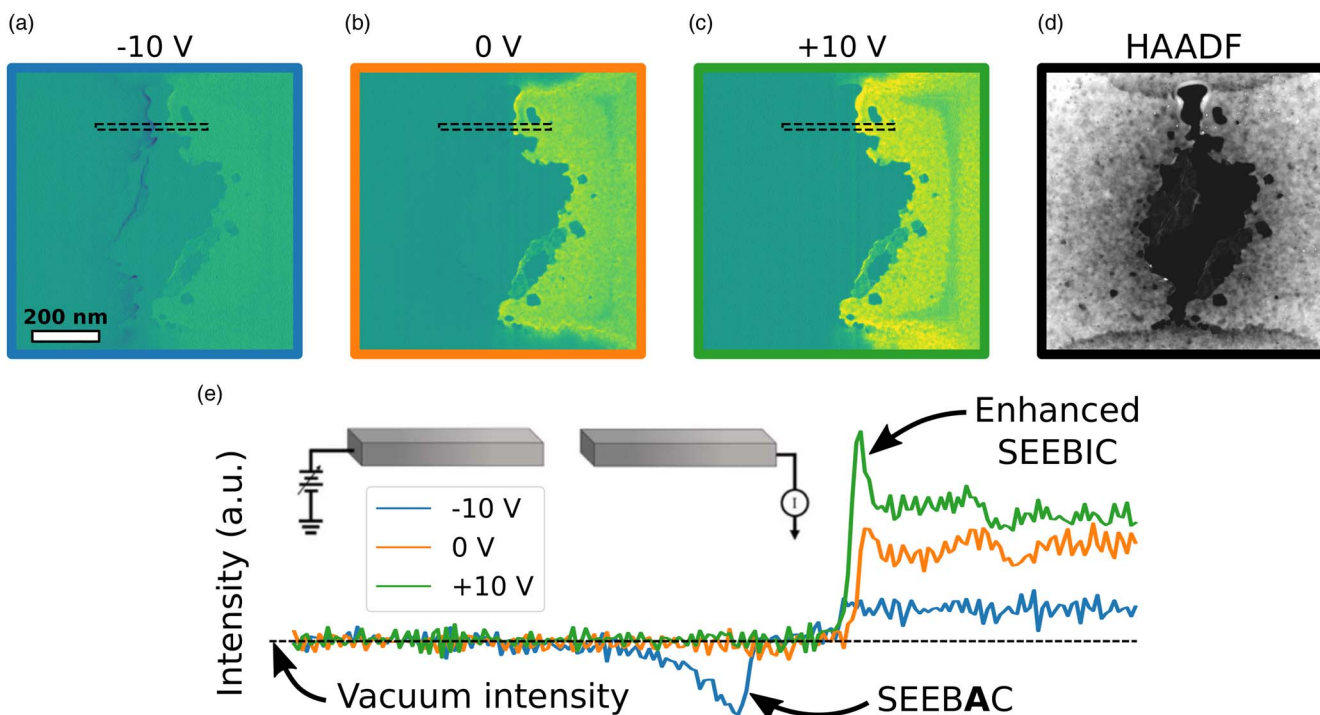 (a)
-10 V
(b)
0 V
(c)
+10 V
(d)
HAADF
200 nm
(e)
Intensity (a.u.)
I
-10 V
0 V
+10 V
Enhanced
SEEBIC
Vacuum intensity
SEEBAC